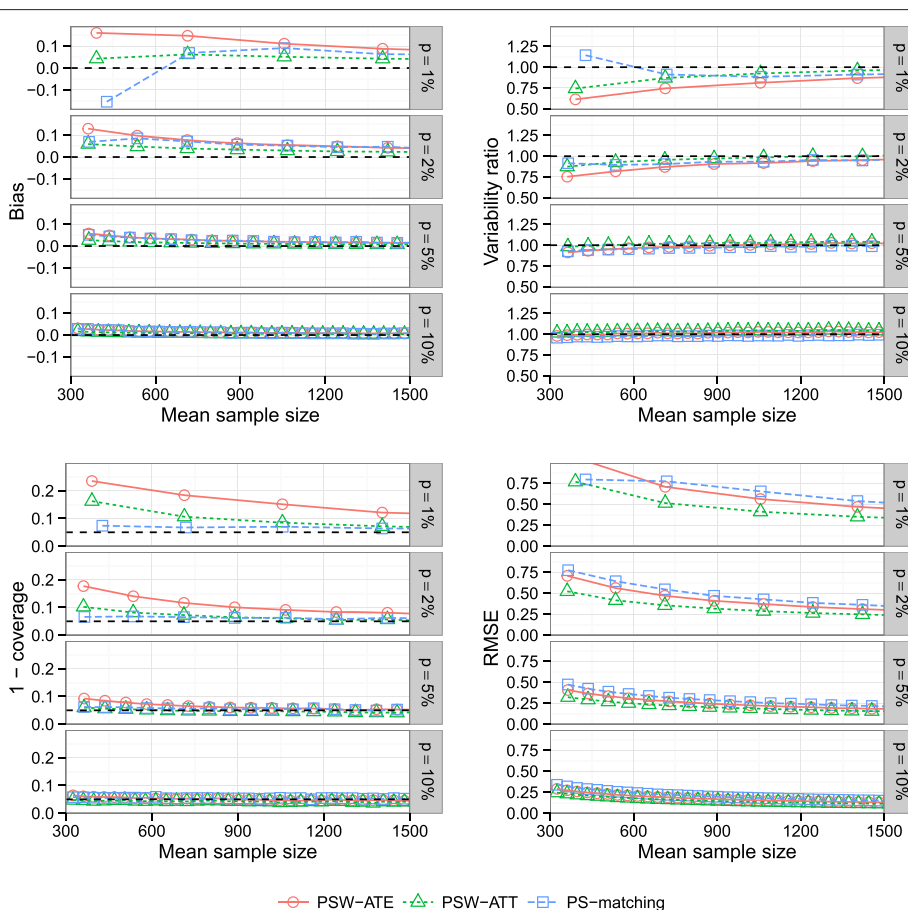 Bias
0.1
0.0
−0.1
p = 1%
0.1
0.0
−0.1
p = 2%
0.1
0.0
−0.1
p = 5%
0.1
0.0
−0.1
p = 10%
300 600 900 1200 1500
Mean sample size
Variability ratio
1.25
1.00
0.75
0.50
p = 1%
1.25
1.00
0.75
0.50
p = 2%
1.25
1.00
0.75
0.50
p = 5%
1.25
1.00
0.75
0.50
p = 10%
300 600 900 1200 1500
Mean sample size
1 − coverage
0.2
0.1
0.0
p = 1%
0.2
0.1
0.0
p = 2%
0.2
0.1
0.0
p = 5%
0.2
0.1
0.0
p = 10%
300 600 900 1200 1500
Mean sample size
RMSE
0.75
0.50
0.25
0.00
p = 1%
0.75
0.50
0.25
0.00
p = 2%
0.75
0.50
0.25
0.00
p = 5%
0.75
0.50
0.25
0.00
p = 10%
300 600 900 1200 1500
Mean sample size
PSW−ATE PSW−ATT PS−matching